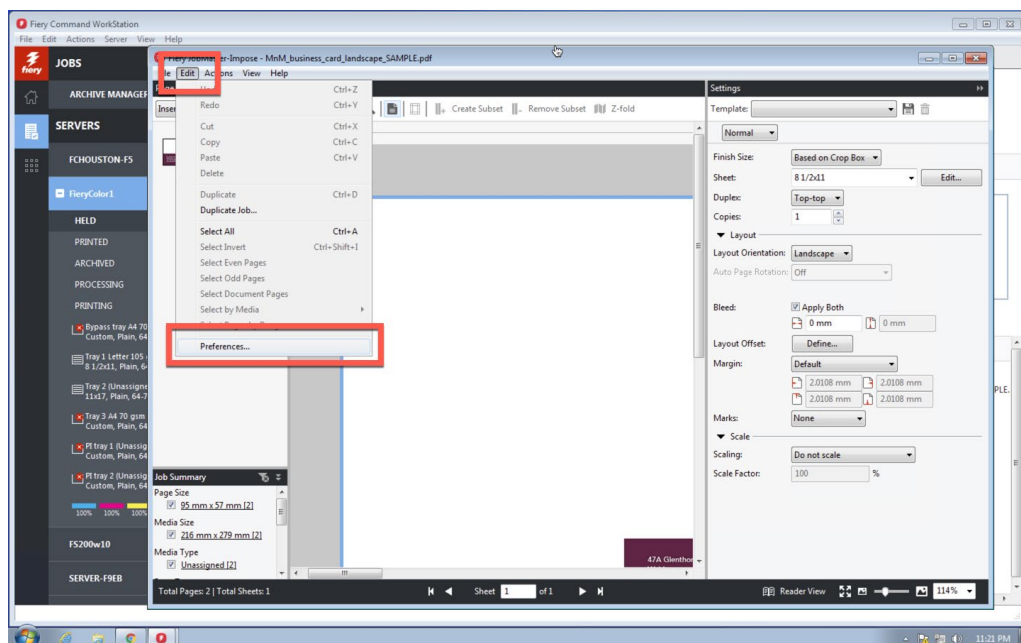 Fiery Command WorkStation
File Edit Actions Server View Help
fiery
JOBS
ARCHIVE MANAGER
SERVERS
FCHOUSTON-F5
FieryColor1
HELD
PRINTED
ARCHIVED
PROCESSING
PRINTING
Bypass tray A4 70
Custom, Plain, 64
Tray 1 Letter 105
8 1/2x11, Plain, 6
Tray 2 (Unassigne
11x17, Plain, 64-7
Tray 3 A4 70 gsm
Custom, Plain, 64
PI tray 1 (Unassig
Custom, Plain, 64
PI tray 2 (Unassig
Custom, Plain, 64
100% 100% 100%
FS200w10
SERVER-F9EB
Fiery JobMaster-Impose - MnM_business_card_landscape_SAMPLE.pdf
Edit Actions View Help
Create Subset Remove Subset Z-fold
Ctrl+Z
Redo Ctrl+Y
Cut Ctrl+X
Copy Ctrl+C
Paste Ctrl+V
Delete
Duplicate Ctrl+D
Duplicate Job...
Select All Ctrl+A
Select Invert Ctrl+Shift+I
Select Even Pages
Select Odd Pages
Select Document Pages
Select by Media
Preferences...
47A Glenthor
Job Summary
Page Size
95 mm x 57 mm [2]
Media Size
216 mm x 279 mm [2]
Media Type
Unassigned [2]
Total Pages: 2 | Total Sheets: 1
Sheet 1 of 1
Reader View 114%
Settings
Template:
Normal
Finish Size: Based on Crop Box
Sheet: 8 1/2x11 Edit...
Duplex: Top-top
Copies: 1
Layout
Layout Orientation: Landscape
Auto Page Rotation: Off
Bleed: Apply Both
0 mm 0 mm
Layout Offset: Define...
Margin: Default
2.0108 mm 2.0108 mm
2.0108 mm 2.0108 mm
Marks: None
Scale
Scaling: Do not scale
Scale Factor: 100 %
PLE.
11:21 PM